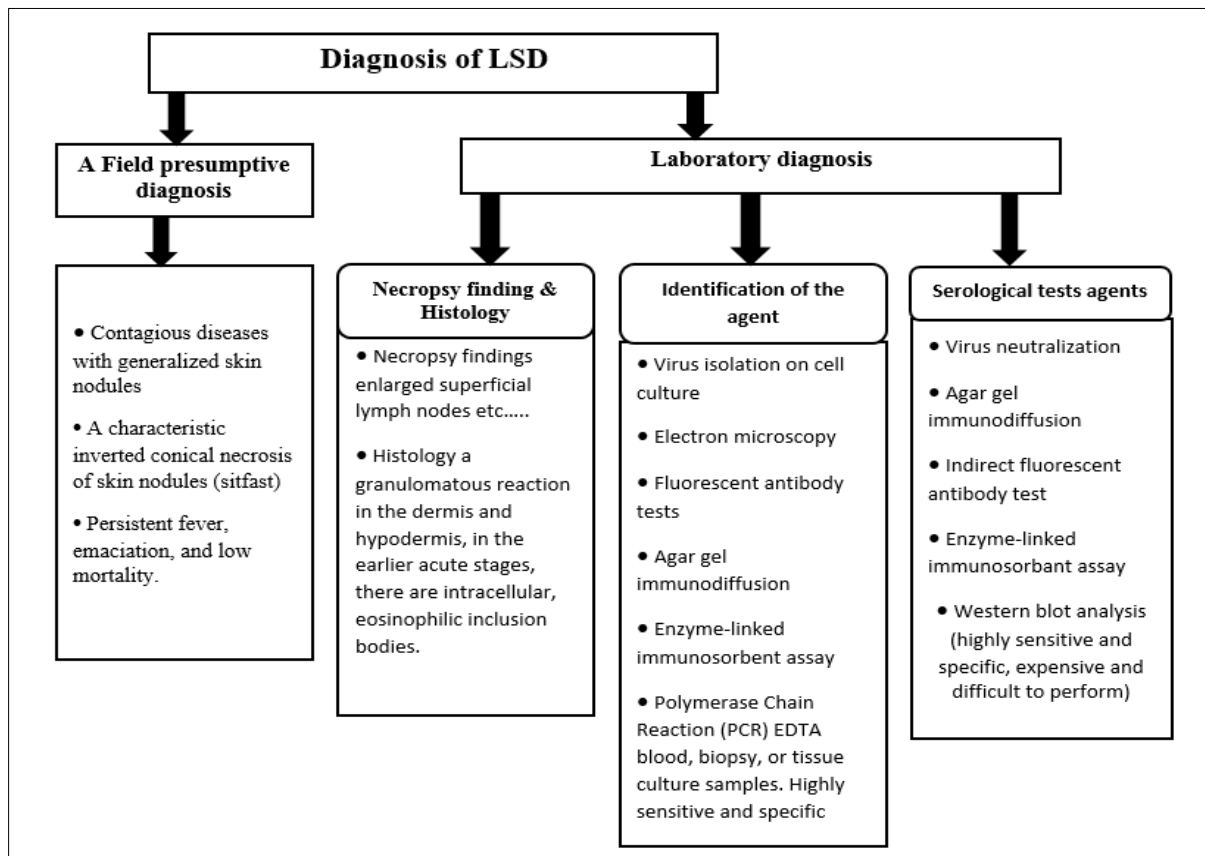 Diagnosis of LSD
A Field presumptive
diagnosis
Laboratory diagnosis
• Contagious diseases
with generalized skin
nodules
• A characteristic
inverted conical necrosis
of skin nodules (sitfast)
• Persistent fever,
emaciation, and low
mortality.
Necropsy finding &
Histology
• Necropsy findings
enlarged superficial
lymph nodes etc.....
• Histology a
granulomatous reaction
in the dermis and
hypodermis, in the
earlier acute stages,
there are intracellular,
eosinophilic inclusion
bodies.
Identification of the
agent
• Virus isolation on cell
culture
• Electron microscopy
• Fluorescent antibody
tests
• Agar gel
immunodiffusion
• Enzyme-linked
immunosorbent assay
• Polymerase Chain
Reaction (PCR) EDTA
blood, biopsy, or tissue
culture samples. Highly
sensitive and specific
Serological tests agents
• Virus neutralization
• Agar gel
immunodiffusion
• Indirect fluorescent
antibody test
• Enzyme-linked
immunosorbant assay
• Western blot analysis
(highly sensitive and
specific, expensive and
difficult to perform)